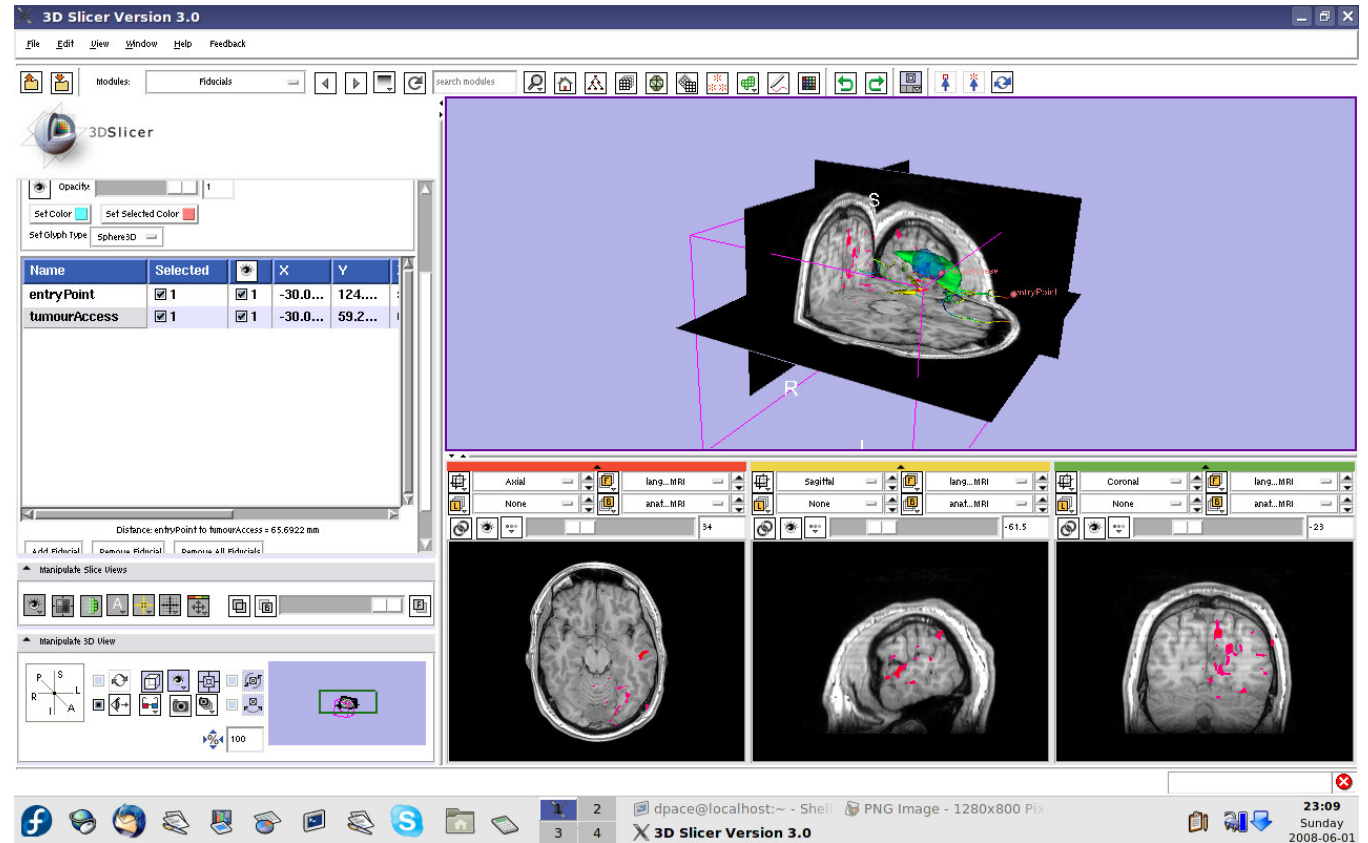 3D Slicer Version 3.0
File Edit View Window Help Feedback
Modules: Fiducials search modules
3DSlicer
Opacity: 1
Set Color Set Selected Color
Set Glyph Type Sphere3D
Name Selected X Y
entryPoint 1 1 -30.0... 124....
tumourAccess 1 1 -30.0... 59.2...
Distance: entryPoint to tumourAccess = 65.6922 mm
Add Fiducial Remove Fiducial Remove All Fiducials
Manipulate Slice Views
Manipulate 3D View
P S
R L
I A
% 100
S
entryPoint
R
Axial lang...MRI Sagittal lang...MRI Coronal lang...MRI
None anat...MRI None anat...MRI None anat...MRI
34 -61.5 -23
1 2 dpace@localhost:~ - Shell PNG Image - 1280x800 Pix
3 4 3D Slicer Version 3.0
23:09
Sunday
2008-06-01